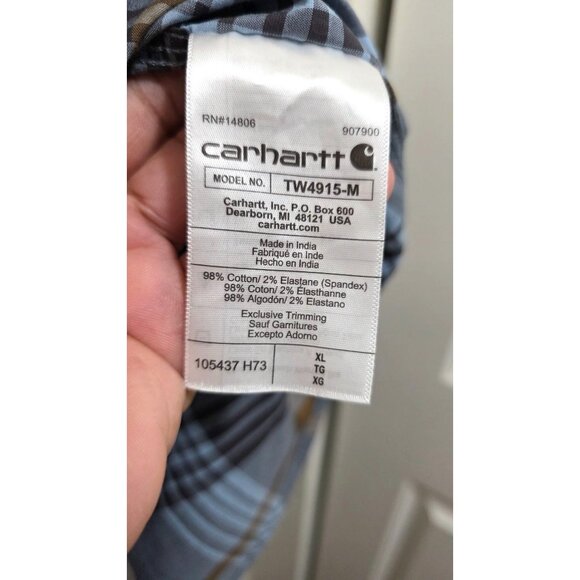 RN#14806 907900
carhartt
MODEL NO. TW4915-M
Carhartt, Inc. P.O. Box 600
Dearborn, MI 48121 USA
carhartt.com
Made in India
Fabriqué en Inde
Hecho en India
98% Cotton/ 2% Elastane (Spandex)
98% Coton/ 2% Élasthanne
98% Algodón/ 2% Elastano
Exclusive Trimming
Sauf Garnitures
Excepto Adorno
105437 H73
XL
TG
XG